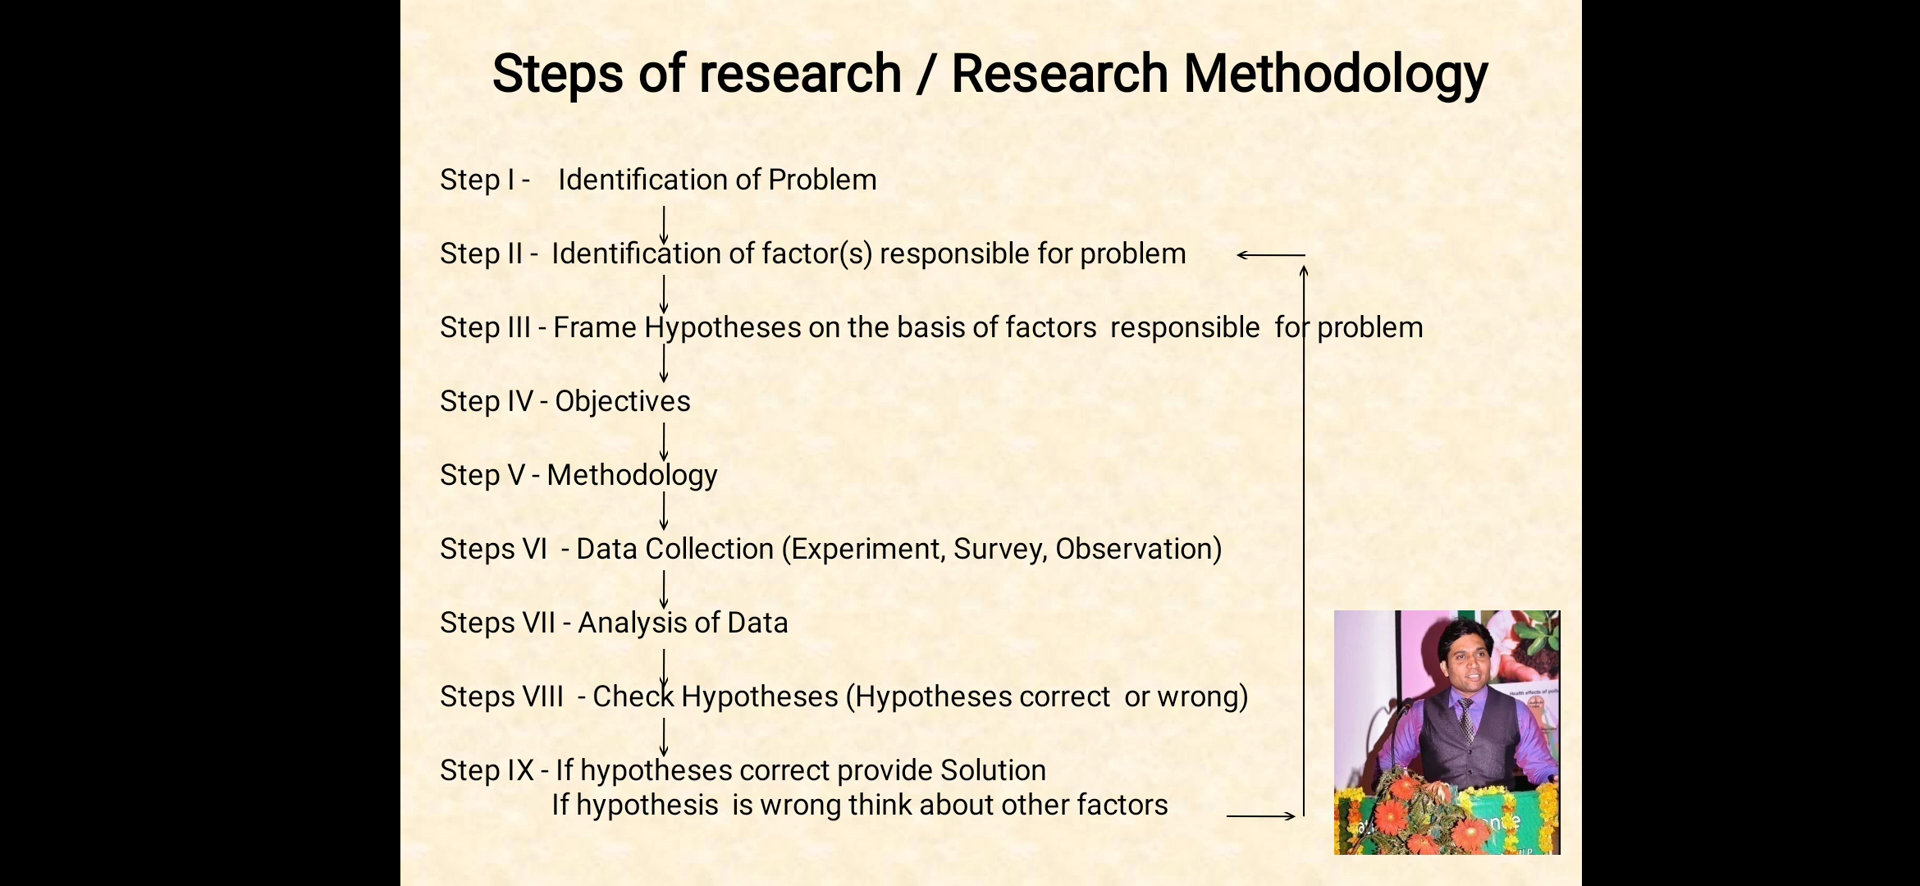 Steps of research / Research Methodology
Step I - Identification of Problem
Step II - Identification of factor(s) responsible for problem
Step III - Frame Hypotheses on the basis of factors responsible for problem
Step IV - Objectives
Step V - Methodology
Steps VI - Data Collection (Experiment, Survey, Observation)
Steps VII - Analysis of Data
Steps VIII - Check Hypotheses (Hypotheses correct or wrong)
Step IX - If hypotheses correct provide Solution
If hypothesis is wrong think about other factors
Health effects of